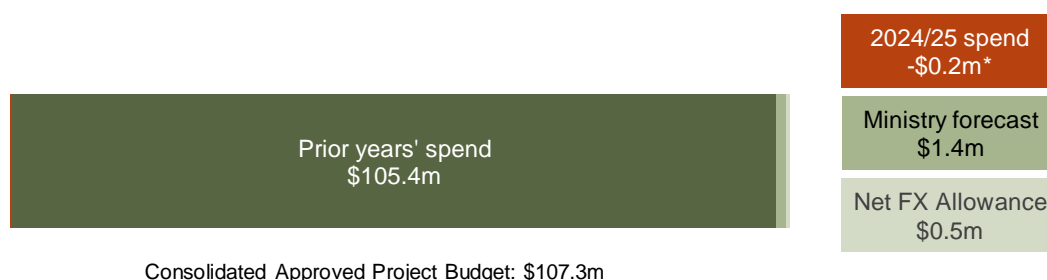 2024/25 spend
-$0.2m*
Prior years' spend
$105.4m
Ministry forecast
$1.4m
Net FX Allowance
$0.5m
Consolidated Approved Project Budget: $107.3m